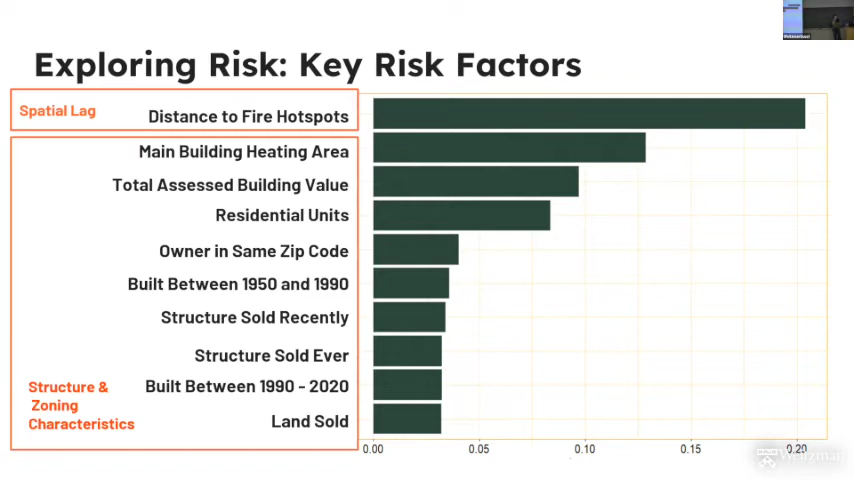 Exploring Risk: Key Risk Factors
Spatial Lag
Distance to Fire Hotspots
Main Building Heating Area
Total Assessed Building Value
Residential Units
Owner in Same Zip Code
Built Between 1950 and 1990
Structure Sold Recently
Structure Sold Ever
Built Between 1990 - 2020
Land Sold
Structure &
Zoning
Characteristics
0.00 0.05 0.10 0.15 0.20
Weitzman